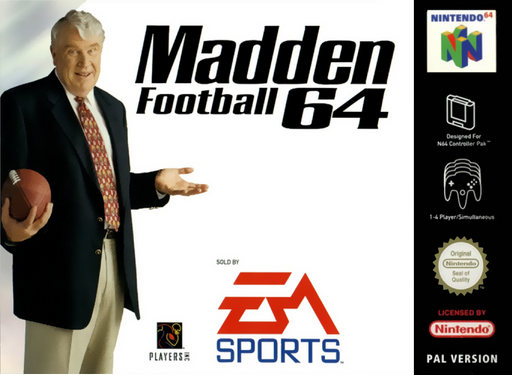 Madden
Football 64
NINTENDO 64
N
Designed For
N64 Controller Pak™
1-4 Player/Simultaneous
Original
Nintendo
Seal of
Quality
SOLD BY
EA
SPORTS™
PLAYERS INC
LICENSED BY
Nintendo®
PAL VERSION